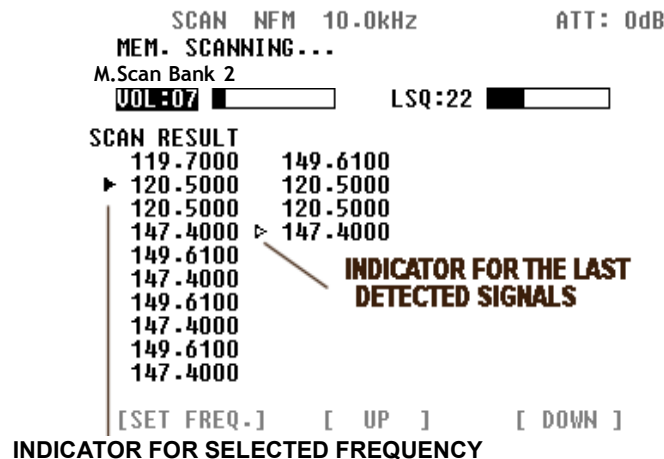 SCAN NFM 10.0kHz ATT: 0dB
MEM. SCANNING...
M.Scan Bank 2
VOL:07 LSQ:22
SCAN RESULT
119.7000 149.6100
▶ 120.5000 120.5000
120.5000 120.5000
147.4000 ▷ 147.4000
149.6100
147.4000
149.6100
147.4000
149.6100
147.4000
INDICATOR FOR THE LAST
DETECTED SIGNALS
[SET FREQ.] [ UP ] [ DOWN ]
INDICATOR FOR SELECTED FREQUENCY